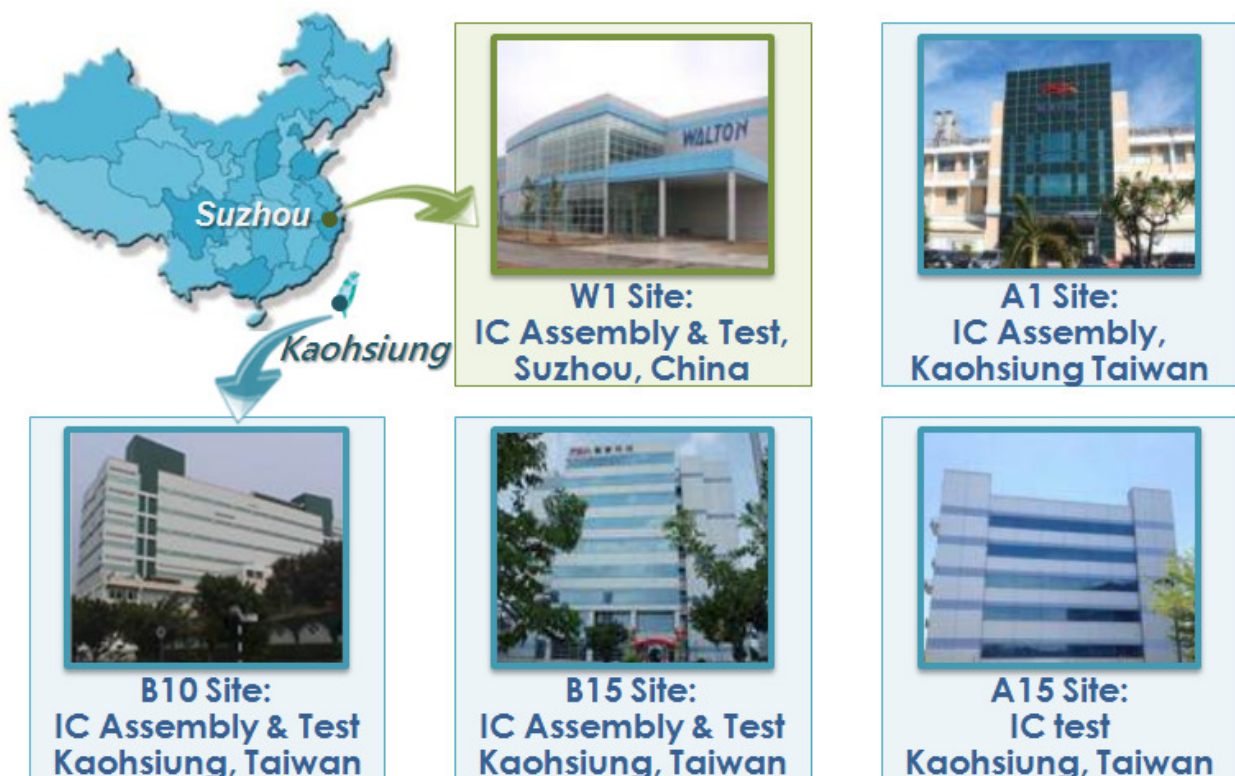 Suzhou
Kaohsiung
WALTON
W1 Site:
IC Assembly & Test,
Suzhou, China
A1 Site:
IC Assembly,
Kaohsiung Taiwan
B10 Site:
IC Assembly & Test
Kaohsiung, Taiwan
B15 Site:
IC Assembly & Test
Kaohsiung, Taiwan
A15 Site:
IC test
Kaohsiung, Taiwan